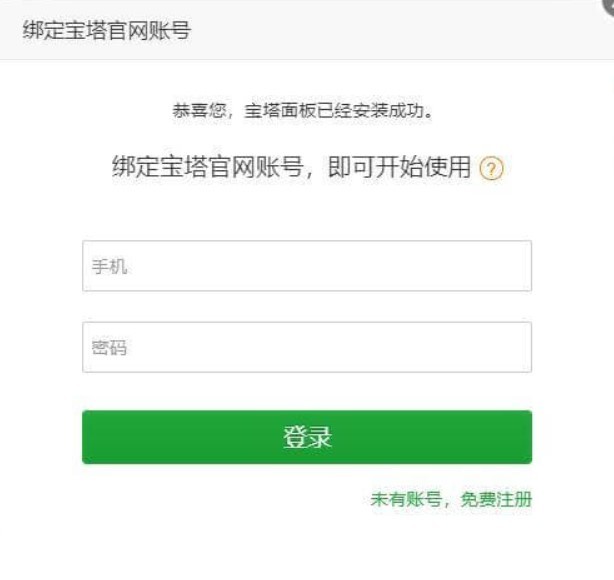 绑定宝塔官网账号
恭喜您，宝塔面板已经安装成功。
绑定宝塔官网账号，即可开始使用 ?
手机
密码
登录
未有账号，免费注册